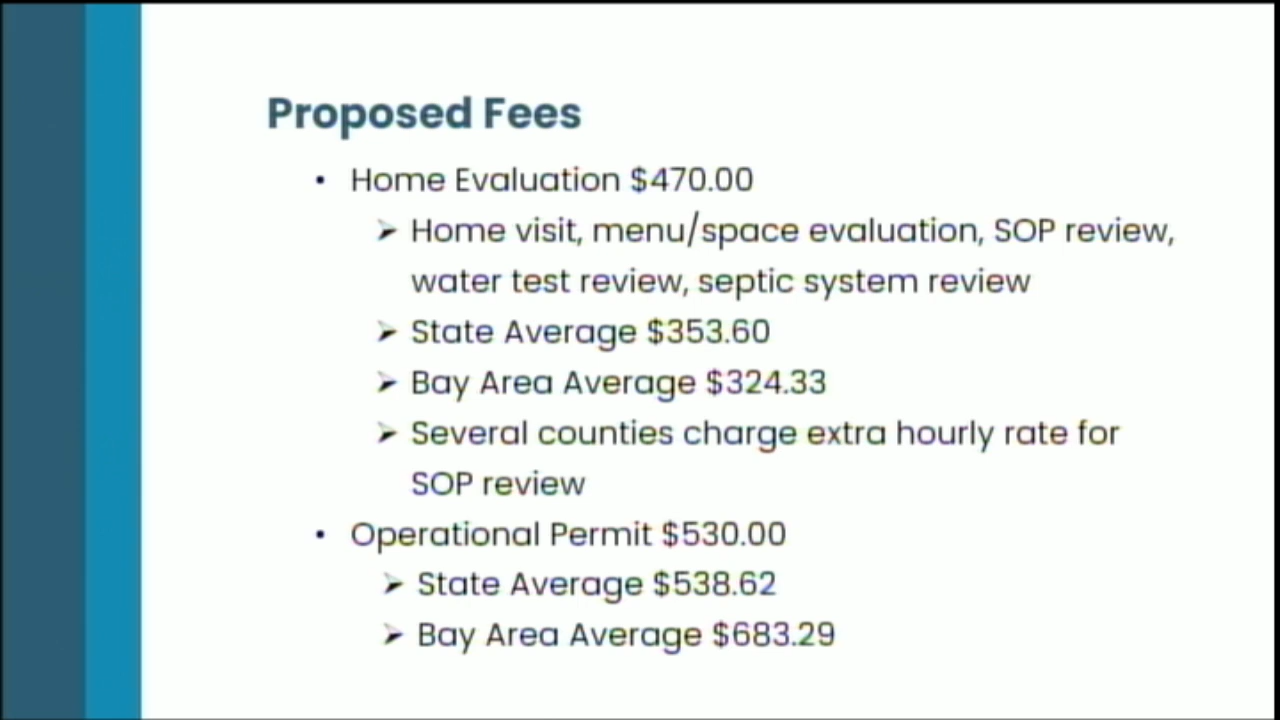 Proposed Fees
• Home Evaluation $470.00
➢ Home visit, menu/space evaluation, SOP review,
water test review, septic system review
➢ State Average $353.60
➢ Bay Area Average $324.33
➢ Several counties charge extra hourly rate for
SOP review
• Operational Permit $530.00
➢ State Average $538.62
➢ Bay Area Average $683.29